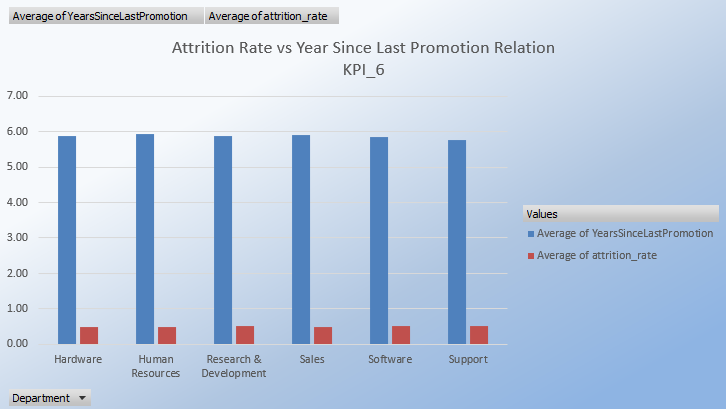 Average of YearsSinceLastPromotion Average of attrition_rate
Attrition Rate vs Year Since Last Promotion Relation
KPI_6
7.00
6.00
5.00
4.00
3.00
2.00
1.00
0.00
Hardware
Human
Resources
Research &
Development
Sales
Software
Support
Values
Average of YearsSinceLastPromotion
Average of attrition_rate
Department